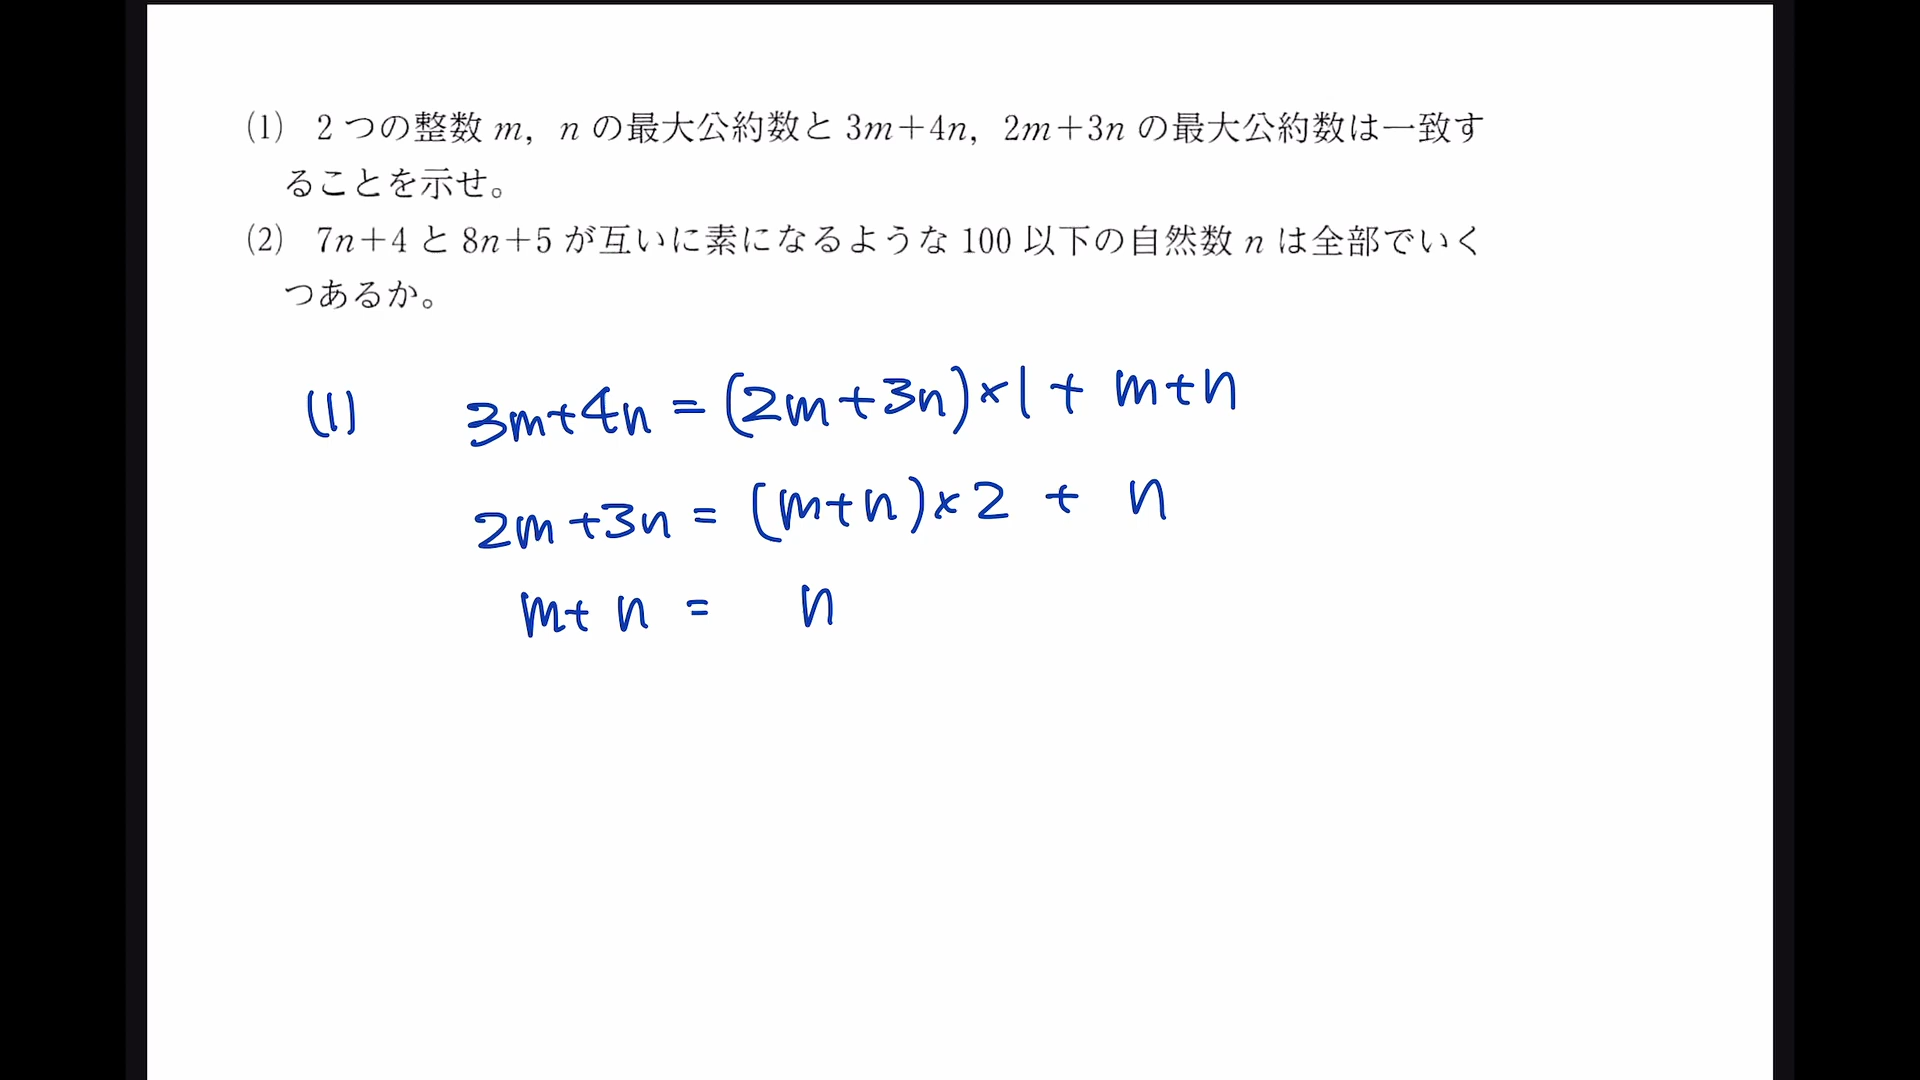 (1) 2つの整数 m, n の最大公約数と 3m+4n, 2m+3n の最大公約数は一致す
ることを示せ。
(2) 7n+4 と 8n+5 が互いに素になるような 100 以下の自然数 n は全部でいく
つあるか。
(1) 3m+4n = (2m+3n)×1 + m+n
2m+3n = (m+n)×2 + n
m+n = n